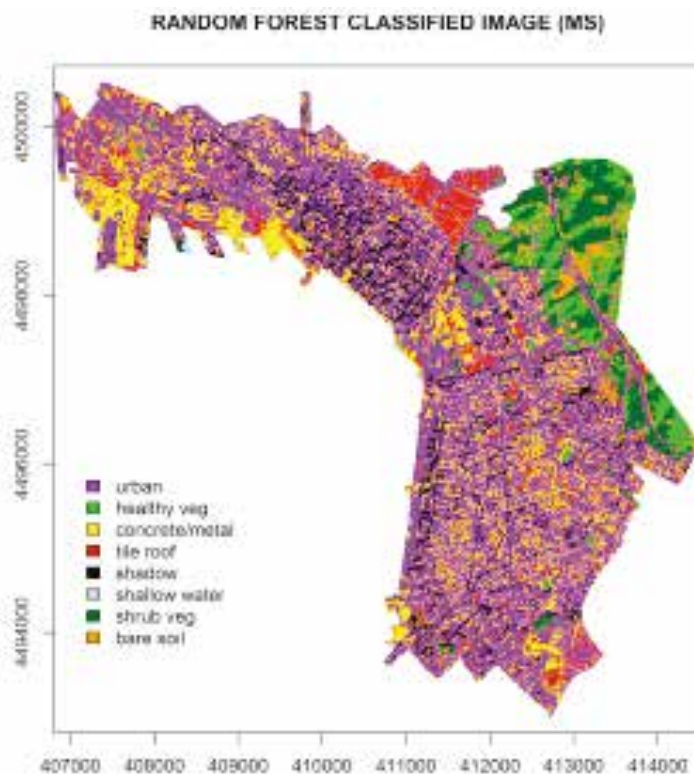 RANDOM FOREST CLASSIFIED IMAGE (MS)
4500000
4498000
4496000
4494000
urban
healthy veg
concrete/metal
tile roof
shadow
shallow water
shrub veg
bare soil
407000 408000 409000 410000 411000 412000 413000 414000